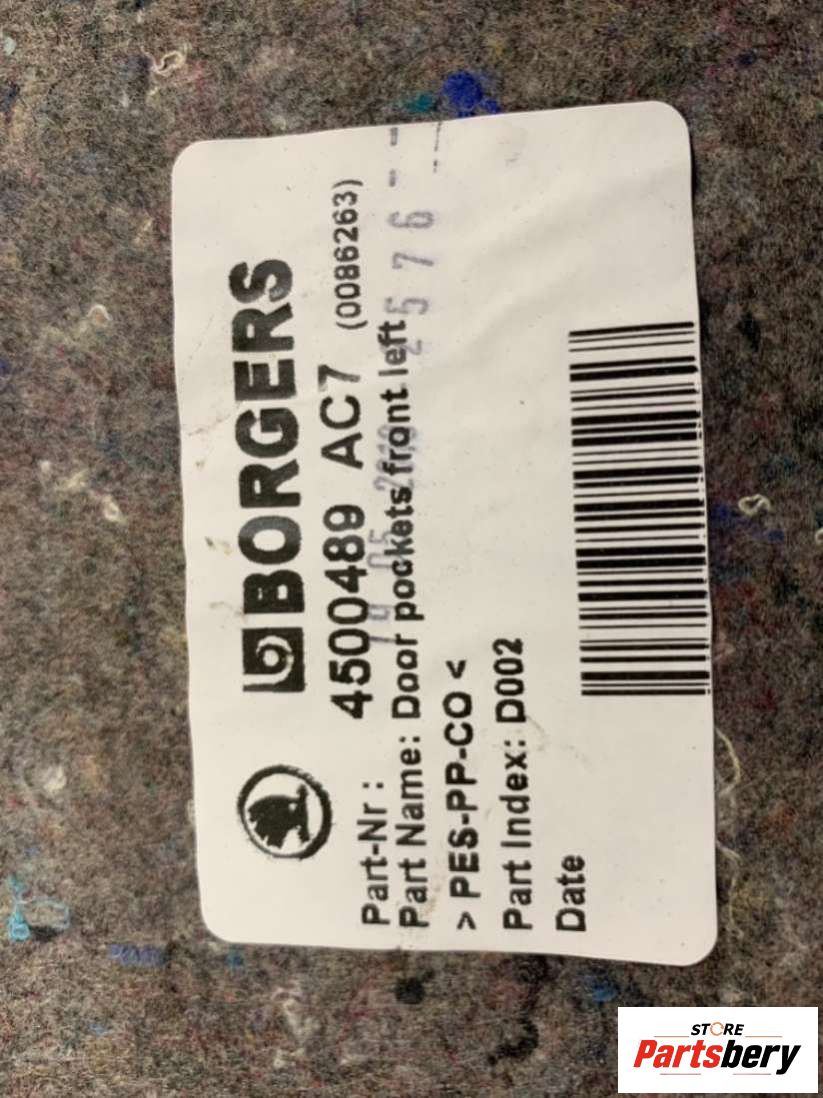 BORGERS
Part-Nr : 4500489 AC7 (0086263)
Part Name: Door pockets front left
> PES-PP-CO <
Part Index: D002
Date
STORE
Partsbery